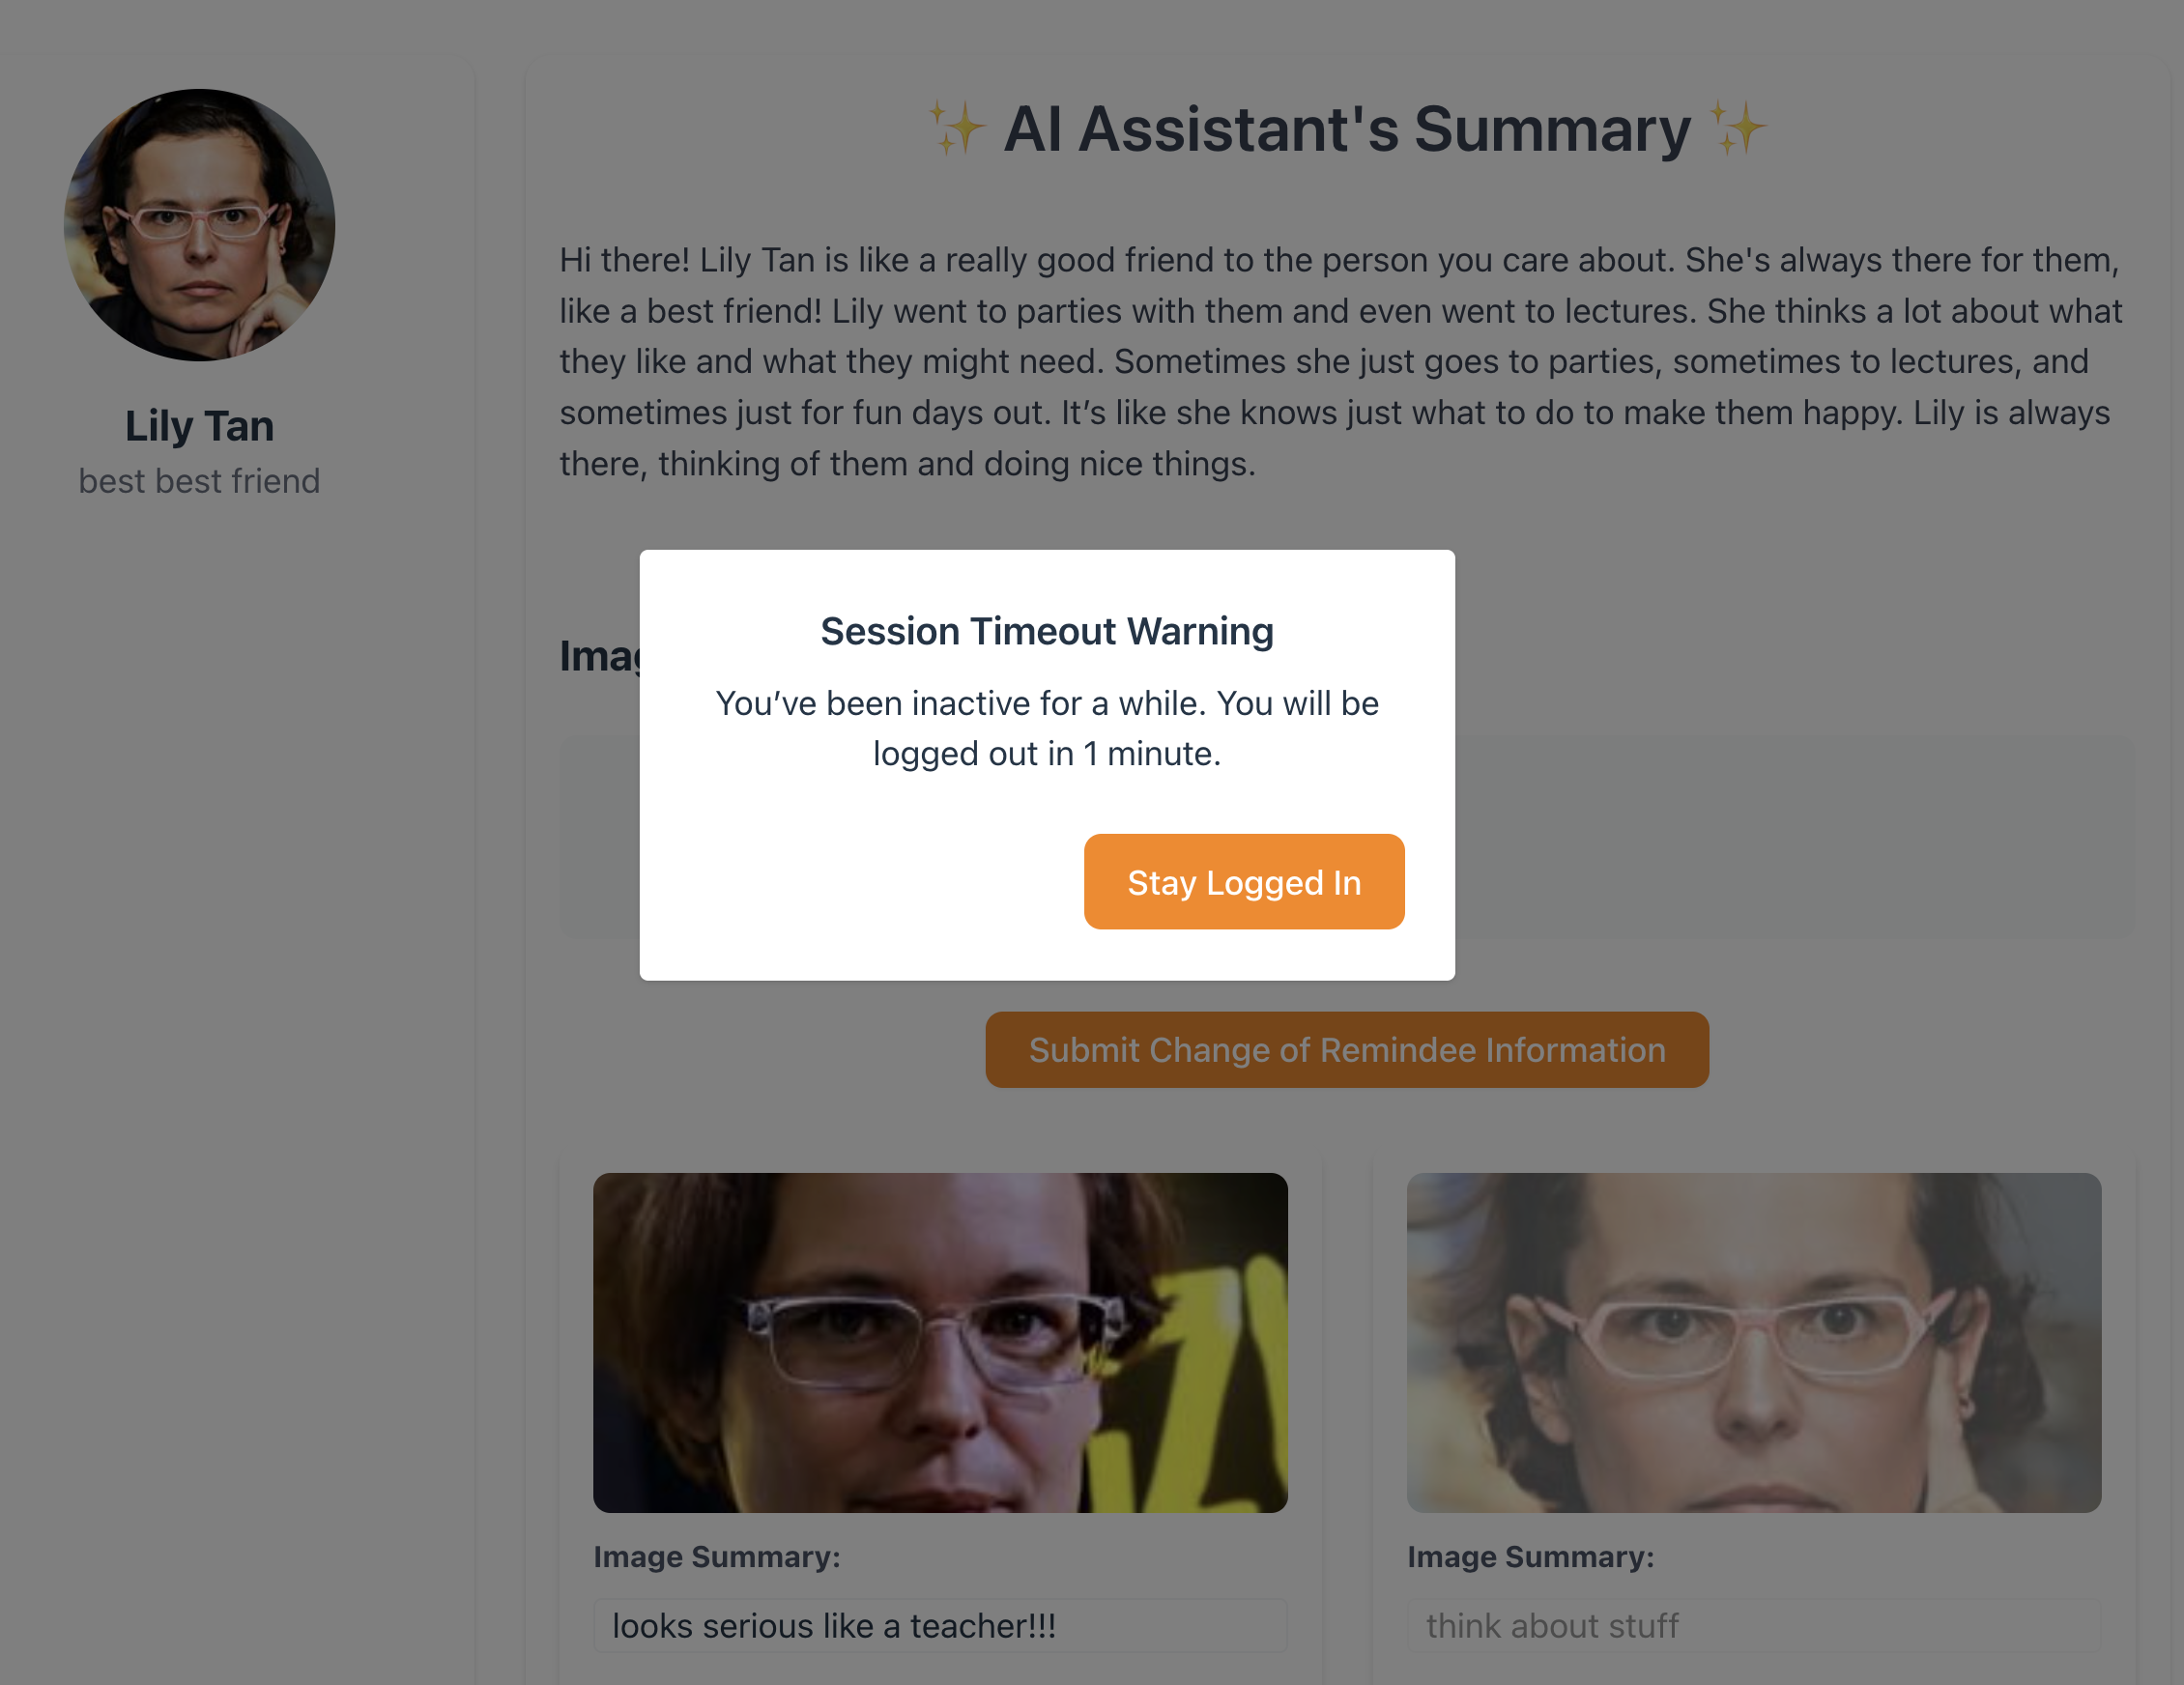 ✨ AI Assistant's Summary ✨
Lily Tan
best best friend
Hi there! Lily Tan is like a really good friend to the person you care about. She's always there for them,
like a best friend! Lily went to parties with them and even went to lectures. She thinks a lot about what
they like and what they might need. Sometimes she just goes to parties, sometimes to lectures, and
sometimes just for fun days out. It’s like she knows just what to do to make them happy. Lily is always
there, thinking of them and doing nice things.
Session Timeout Warning
You’ve been inactive for a while. You will be
logged out in 1 minute.
Stay Logged In
Submit Change of Remindee Information
Image Summary:
looks serious like a teacher!!!
Image Summary:
think about stuff